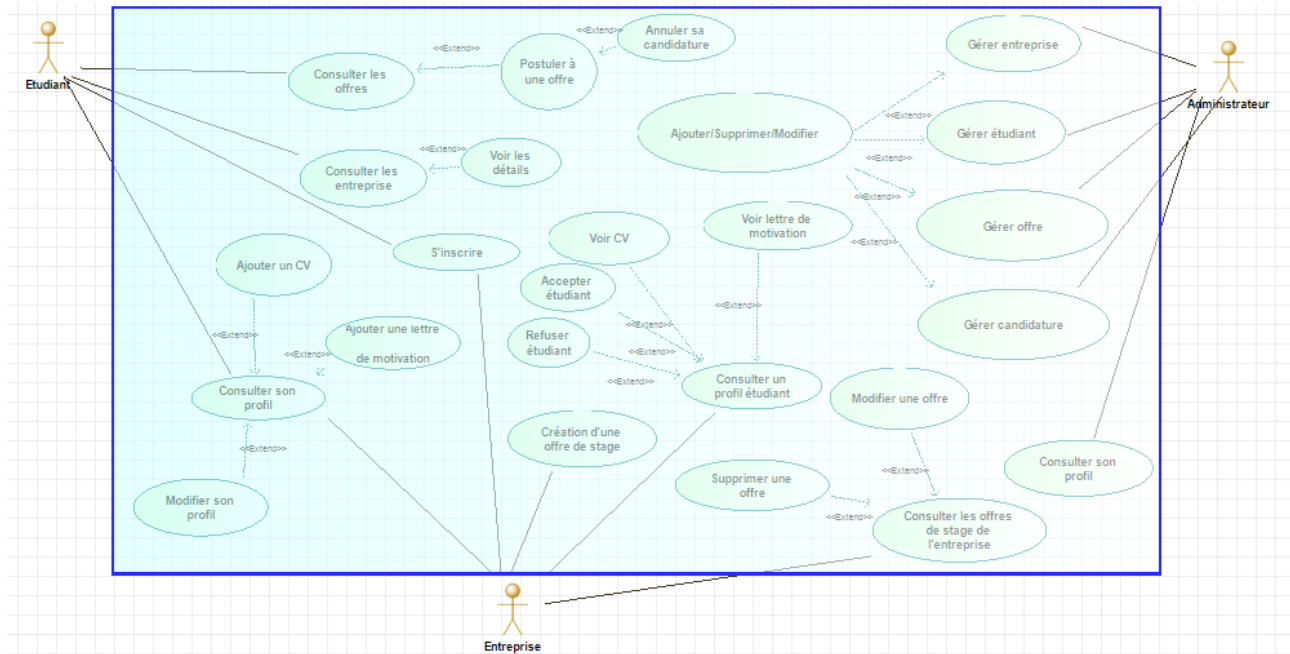 Annuler sa
candidature
<<Extend>>
Gérer entreprise
<<Extend>>
Postuler à
une offre
Consulter les
offres
Etudiant
Administrateur
<<Extend>>
Ajouter/Supprimer/Modifier
Gérer étudiant
<<Extend>>
Voir les
détails
<<Extend>>
Consulter les
entreprise
<<Extend>>
Voir lettre de
motivation
Gérer offre
<<Extend>>
Voir CV
S'inscrire
Ajouter un CV
Accepter
étudiant
<<Extend>>
Gérer candidature
<<Extend>>
Ajouter une lettre
de motivation
<<Extend>>
<<Extend>>
Refuser
étudiant
<<Extend>>
Consulter son
profil
Consulter un
profil étudiant
Modifier une offre
Création d'une
offre de stage
<<Extend>>
Consulter son
profil
<<Extend>>
Supprimer une
offre
Modifier son
profil
<<Extend>>
Consulter les offres
de stage de
l'entreprise
Entreprise